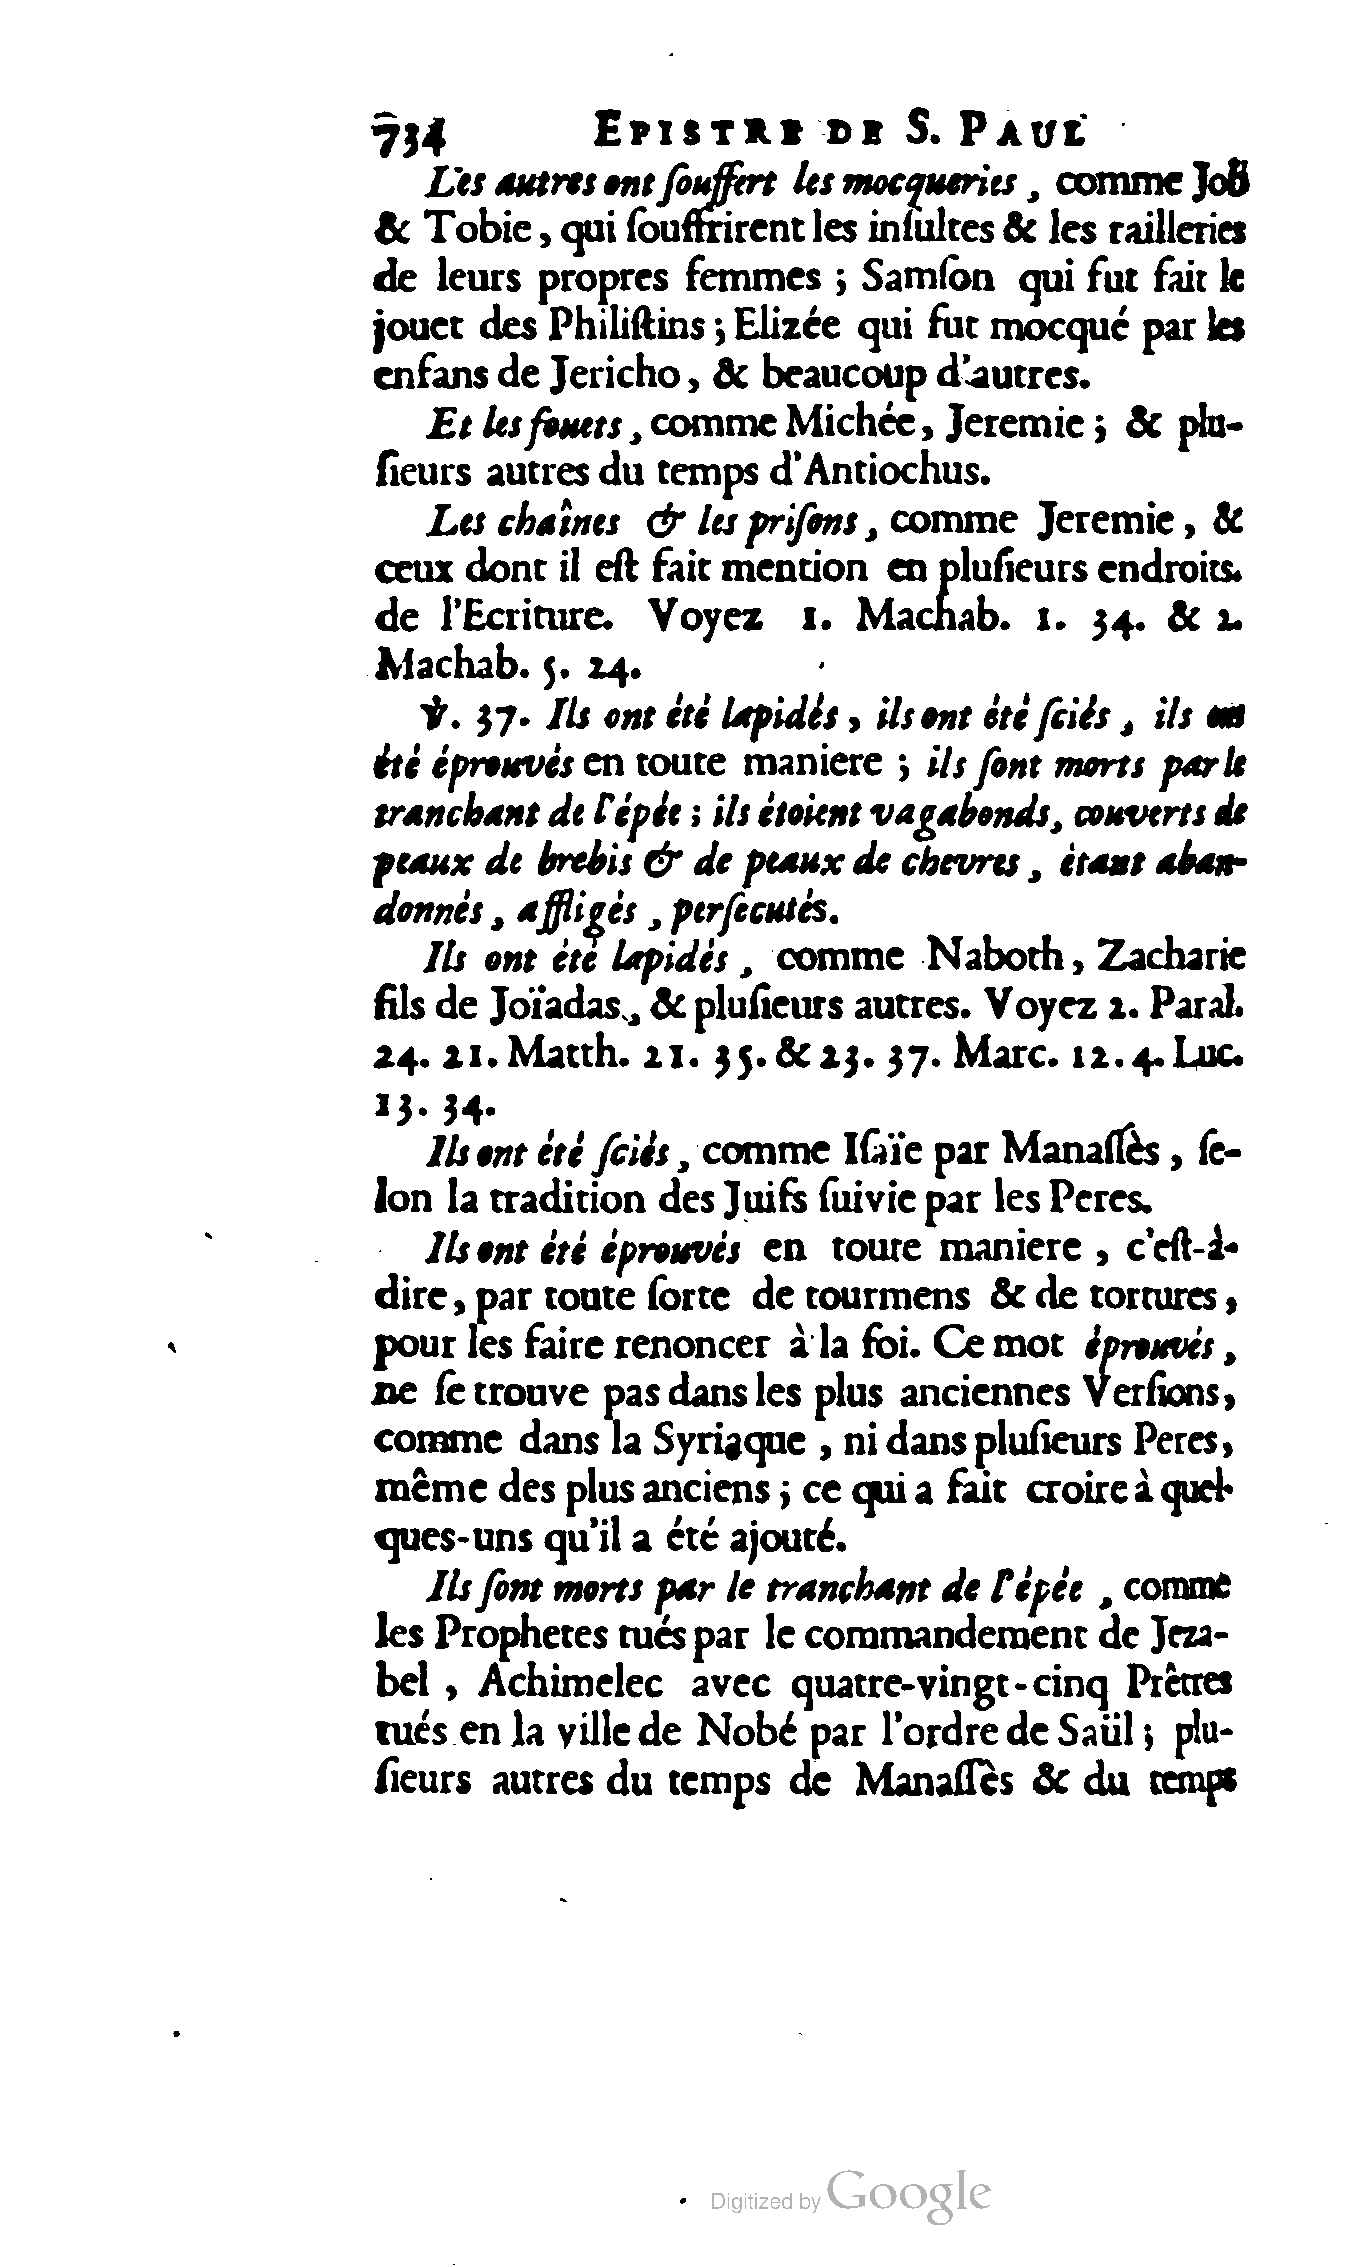 734 EPISTRE DE S. PAUL
Les autres ont ſouffert les mocqueries, comme Job
& Tobie, qui ſouffrirent les inſultes & les railleries
de leurs propres femmes ; Samſon qui fut fait le
jouet des Philiſtins ; Elizée qui fut mocqué par les
enfans de Jericho, & beaucoup d'autres.
Et les fouets, comme Michée, Jeremie ; & plu-
ſieurs autres du temps d'Antiochus.
Les chaînes & les priſons, comme Jeremie, &
ceux dont il eſt fait mention en pluſieurs endroits
de l'Ecriture. Voyez 1. Machab. 1. 34. & 2.
Machab. 5. 24.
℣. 37. Ils ont été lapidés, ils ont été ſciés, ils ont
été éprouvés en toute maniere ; ils ſont morts par le
tranchant de l'épée ; ils étoient vagabonds, couverts de
peaux de brebis & de peaux de chevres, étant aban-
donnés, affligés, perſecutés.
Ils ont été lapidés, comme Naboth, Zacharie
fils de Joïadas, & pluſieurs autres. Voyez 2. Paral.
24. 21. Matth. 21. 35. & 23. 37. Marc. 12. 4. Luc.
13. 34.
Ils ont été ſciés, comme Iſaïe par Manaſſès, ſe-
lon la tradition des Juifs ſuivie par les Peres.
Ils ont été éprouvés en toute maniere, c'eſt-à-
dire, par toute ſorte de tourmens & de tortures,
pour les faire renoncer à la foi. Ce mot éprouvés,
ne ſe trouve pas dans les plus anciennes Verſions,
comme dans la Syriaque, ni dans pluſieurs Peres,
même des plus anciens ; ce qui a fait croire à quel-
ques-uns qu'il a été ajouté.
Ils ſont morts par le tranchant de l'épée, comme
les Prophetes tués par le commandement de Jeza-
bel, Achimelec avec quatre-vingt-cinq Prêtres
tués en la ville de Nobé par l'ordre de Saül ; plu-
ſieurs autres du temps de Manaſſès & du temps
Digitized by Google